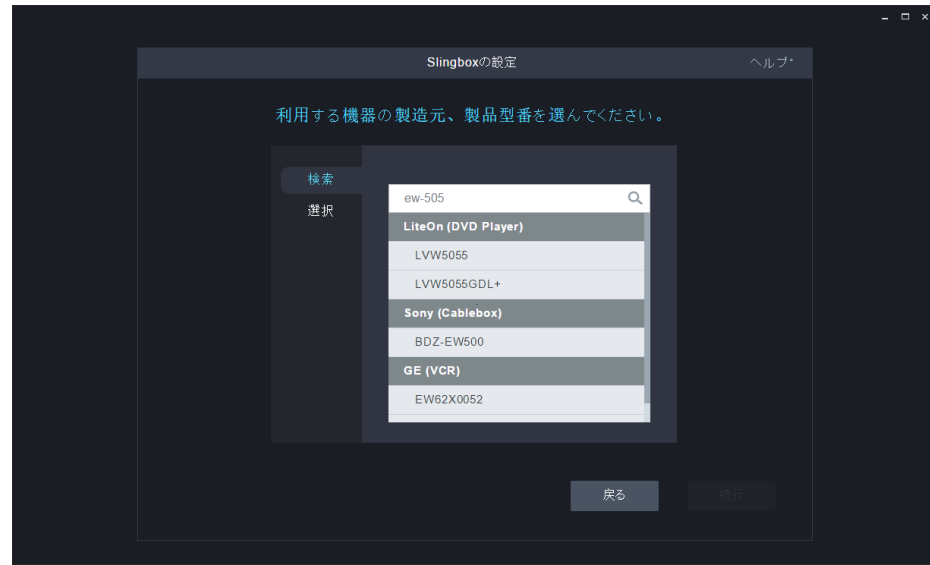 Slingboxの設定
ヘルプ*
利用する機器の製造元、製品型番を選んでください。
検索
選択
ew-505
LiteOn (DVD Player)
LVW5055
LVW5055GDL+
Sony (Cablebox)
BDZ-EW500
GE (VCR)
EW62X0052
戻る
続行